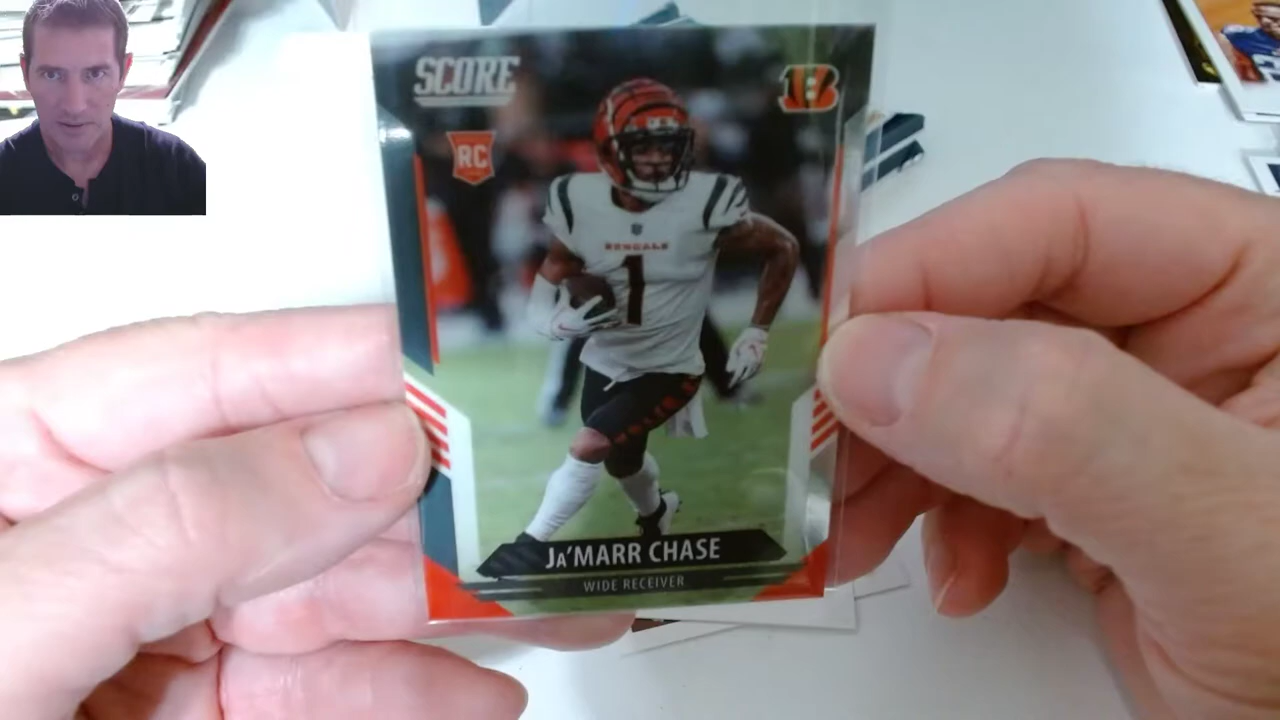 SCORE
B
RC
BENGALS
1
Ja'MARR CHASE
WIDE RECEIVER